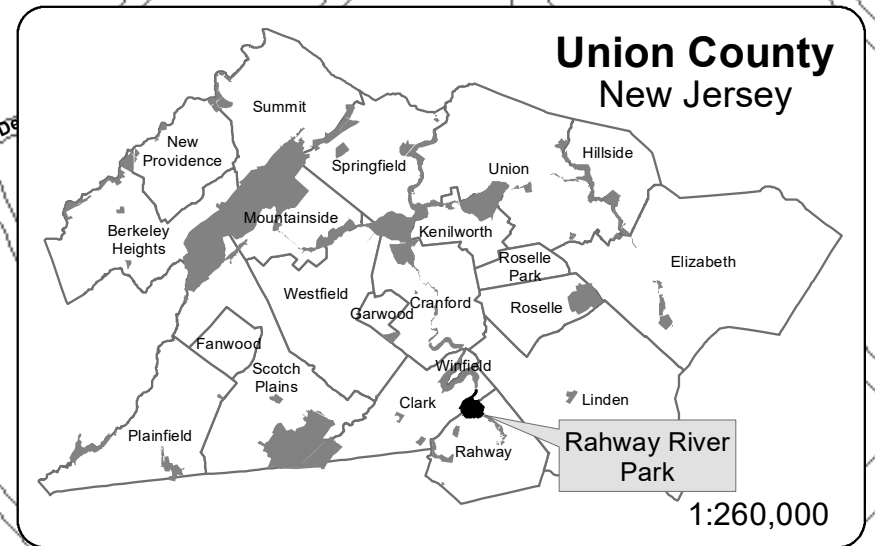 Union County
New Jersey
De
Summit
New
Providence
Springfield
Hillside
Union
Mountainside
Berkeley
Heights
Kenilworth
Roselle
Park
Elizabeth
Westfield
Cranford
Roselle
Garwood
Fanwood
Winfield
Scotch
Plains
Clark
Linden
Plainfield
Rahway
Rahway River
Park
1:260,000